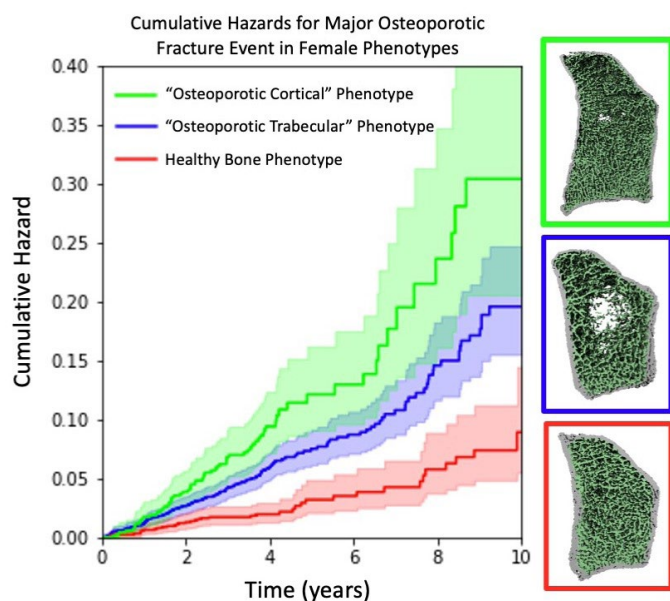 Cumulative Hazards for Major Osteoporotic
Fracture Event in Female Phenotypes
0.40
0.35
0.30
0.25
0.20
0.15
0.10
0.05
0.00
Cumulative Hazard
“Osteoporotic Cortical” Phenotype
“Osteoporotic Trabecular” Phenotype
Healthy Bone Phenotype
0 2 4 6 8 10
Time (years)